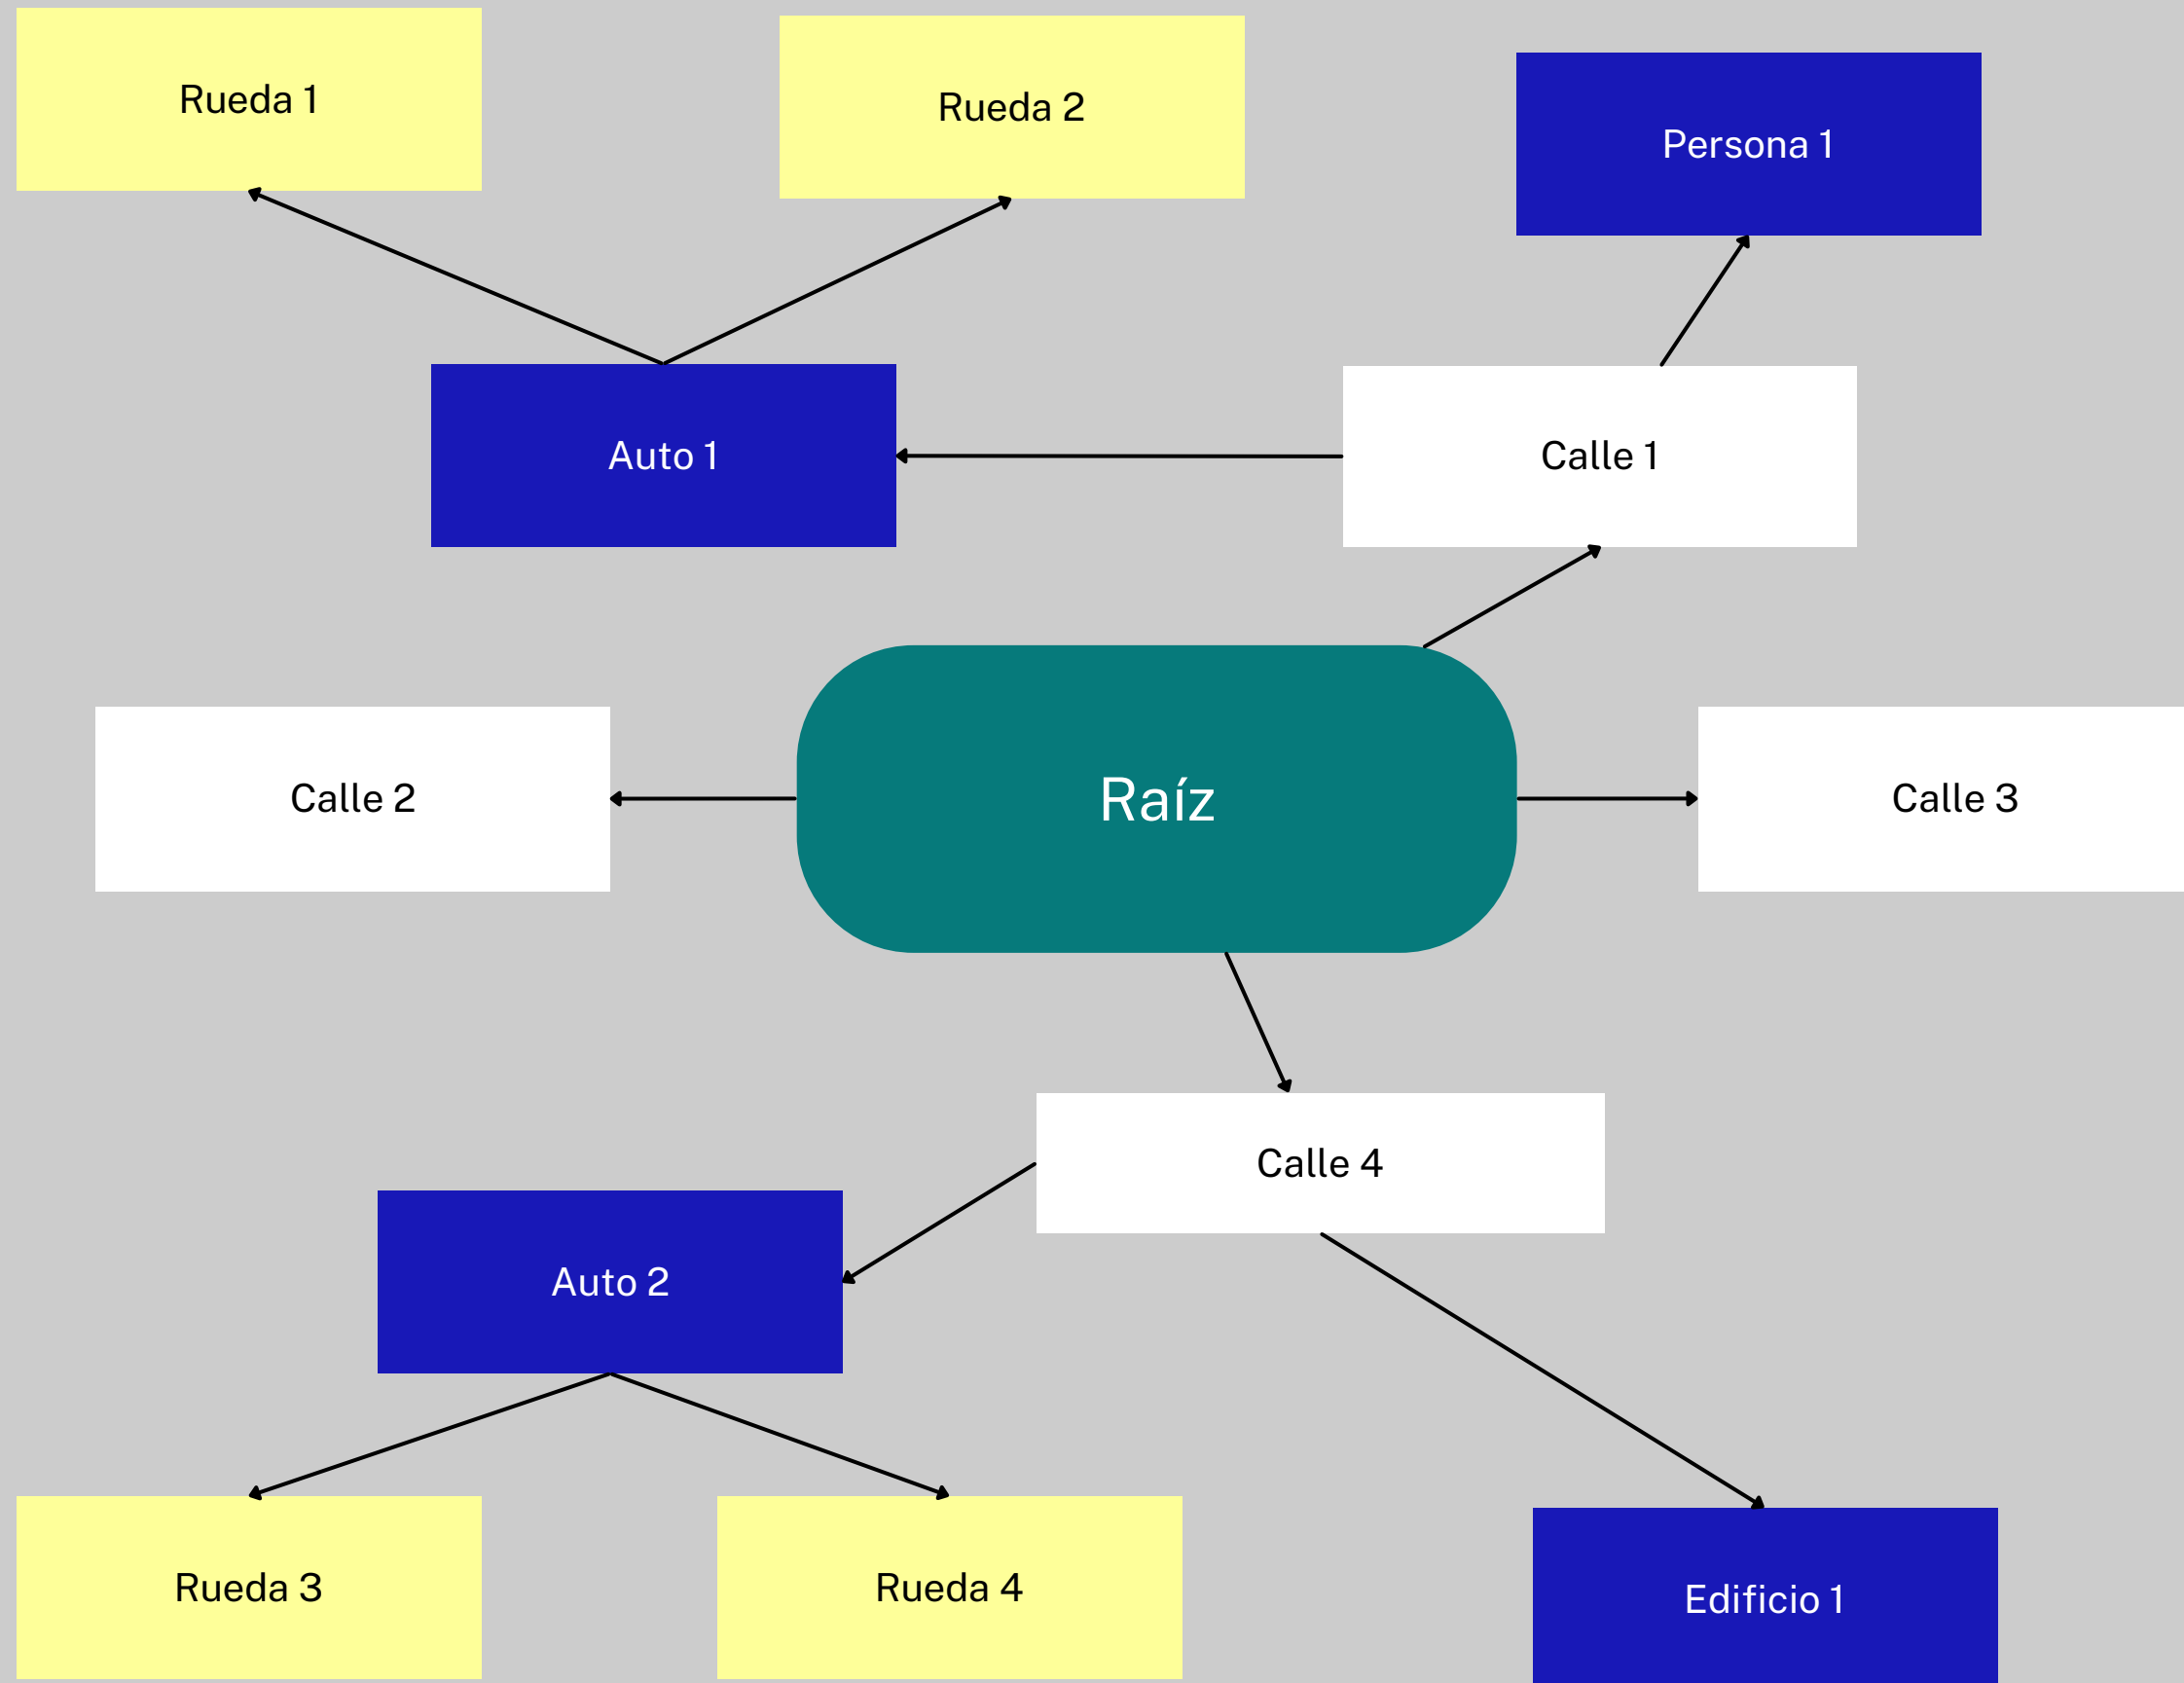 Rueda 1
Rueda 2
Persona 1
Auto 1
Calle 1
Calle 2
Raíz
Calle 3
Calle 4
Auto 2
Rueda 3
Rueda 4
Edificio 1